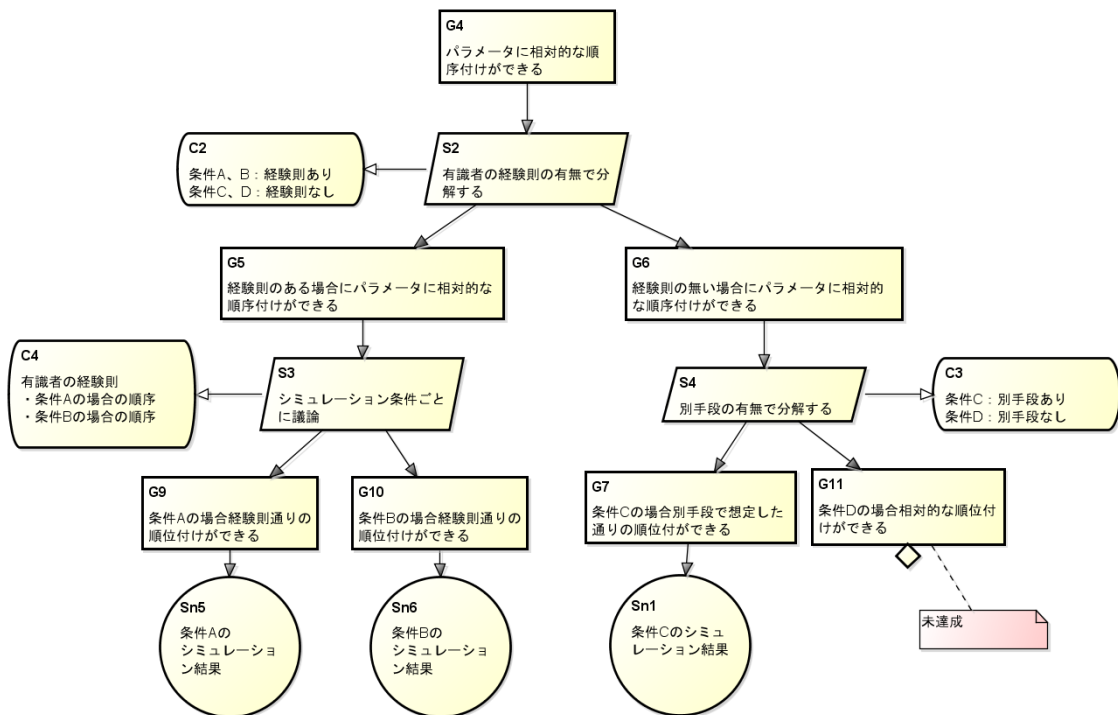 G4
パラメータに相対的な順
序付けができる
C2
条件A、B：経験則あり
条件C、D：経験則なし
S2
有識者の経験則の有無で分
解する
G5
経験則のある場合にパラメータに相対的な
順序付けができる
G6
経験則の無い場合にパラメータに相対的
な順序付けができる
C4
有識者の経験則
・条件Aの場合の順序
・条件Bの場合の順序
S3
シミュレーション条件ごと
に議論
S4
別手段の有無で分解する
C3
条件C：別手段あり
条件D：別手段なし
G9
条件Aの場合経験則通りの
順位付けができる
G10
条件Bの場合経験則通りの
順位付けができる
G7
条件Cの場合別手段で想定した
通りの順位付ができる
G11
条件Dの場合相対的な順位付
けができる
Sn5
条件Aの
シミュレーショ
ン結果
Sn6
条件Bの
シミュレーショ
ン結果
Sn1
条件Cのシミュ
レーション結果
未達成